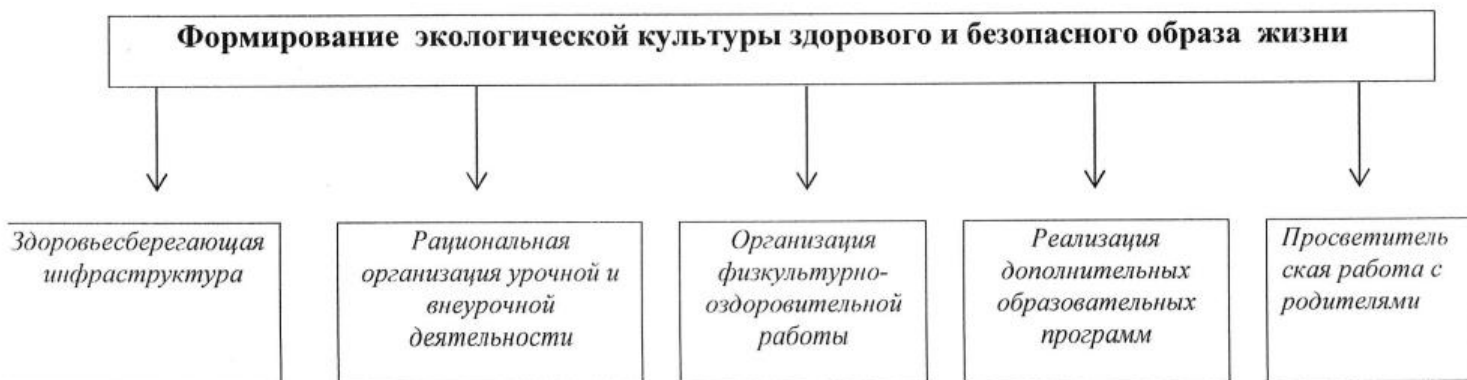 Формирование экологической культуры здорового и безопасного образа жизни
Здоровьесберегающая
инфраструктура
Рациональная
организация урочной и
внеурочной
деятельности
Организация
физкультурно-
оздоровительной
работы
Реализация
дополнительных
образовательных
программ
Просветитель
ская работа с
родителями